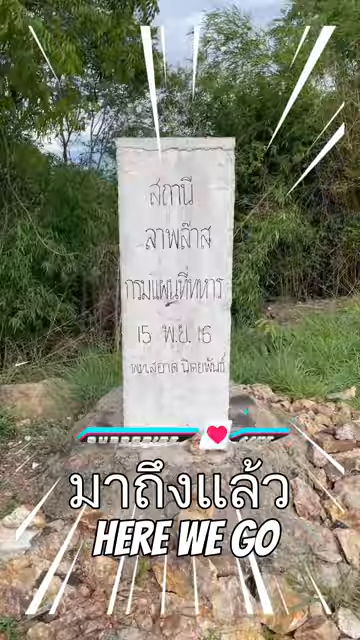 สถานี
ลาพล๊าส
กรมแผนที่ทหาร
15 พ.ย. 16
มาถึงแล้ว
HERE WE GO